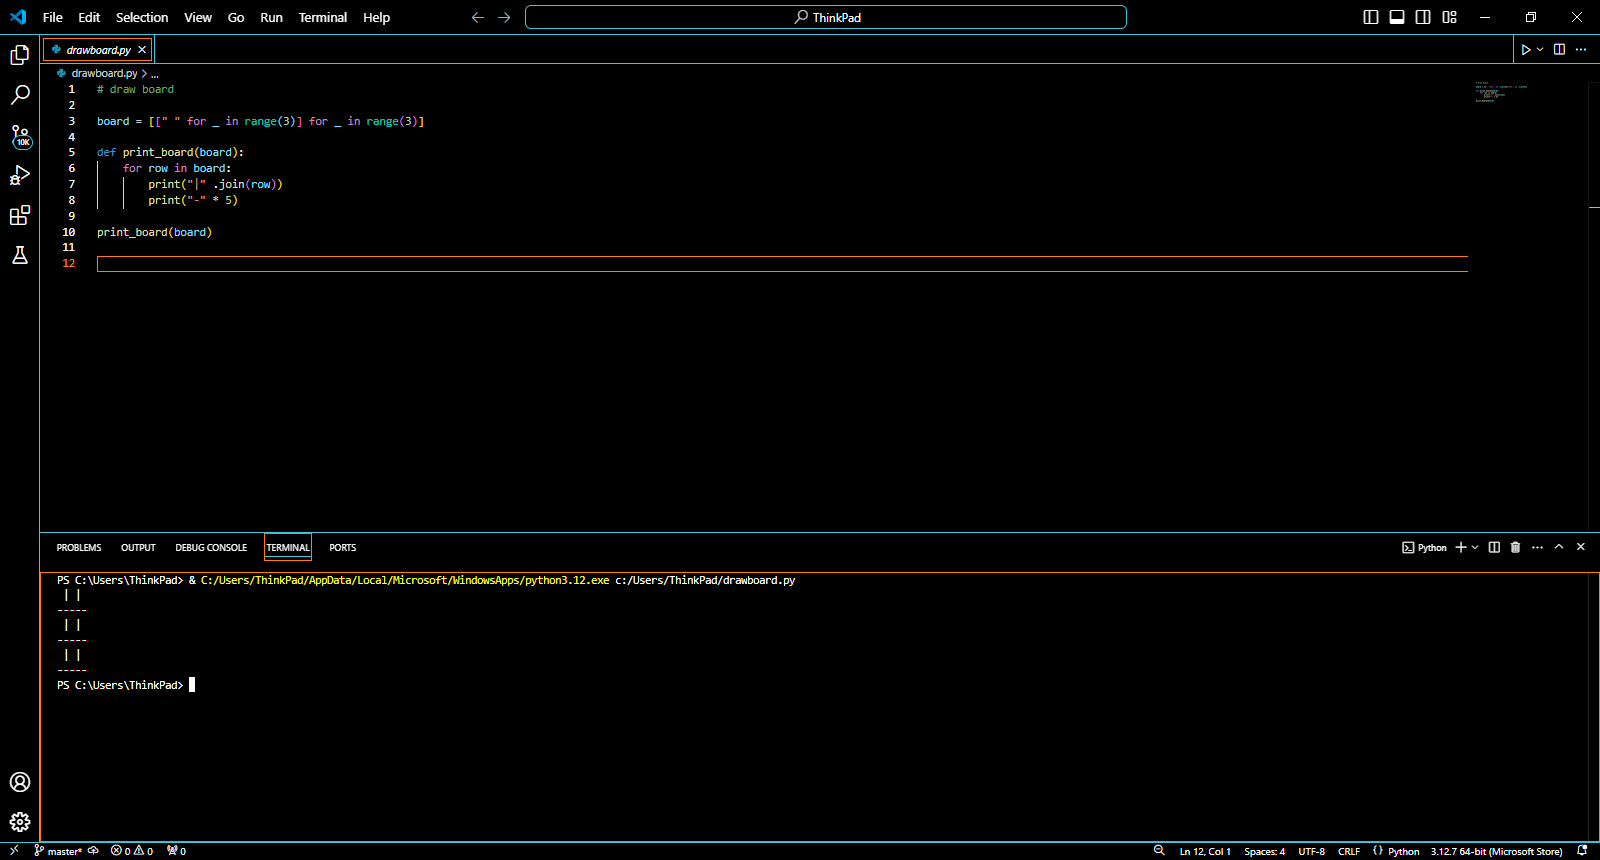 File Edit Selection View Go Run Terminal Help
ThinkPad
drawboard.py
drawboard.py > ...
1 # draw board
2
3 board = [[" " for _ in range(3)] for _ in range(3)]
4
5 def print_board(board):
6 for row in board:
7 print("|" .join(row))
8 print("-" * 5)
9
10 print_board(board)
11
12
10K
PROBLEMS OUTPUT DEBUG CONSOLE TERMINAL PORTS
Python
PS C:\Users\ThinkPad> & C:/Users/ThinkPad/AppData/Local/Microsoft/WindowsApps/python3.12.exe c:/Users/ThinkPad/drawboard.py
| |
-----
| |
-----
| |
-----
PS C:\Users\ThinkPad>
master* 0 0 0 Ln 12, Col 1 Spaces: 4 UTF-8 CRLF {} Python 3.12.7 64-bit (Microsoft Store)